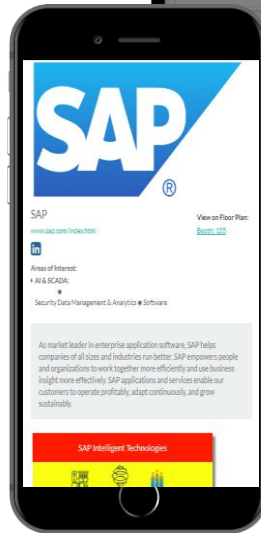 SAP
®
SAP
View on Floor Plan:
www.sap.com/index.html
Booth: 105
in
Areas of Interest:
AI & SCADA:
Security Data Management & Analytics Software
As market leader in enterprise application software, SAP helps
companies of all sizes and industries run better. SAP empowers people
and organizations to work together more efficiently and use business
insight more effectively. SAP applications and services enable our
customers to operate profitably, adapt continuously, and grow
sustainably.
SAP Intelligent Technologies